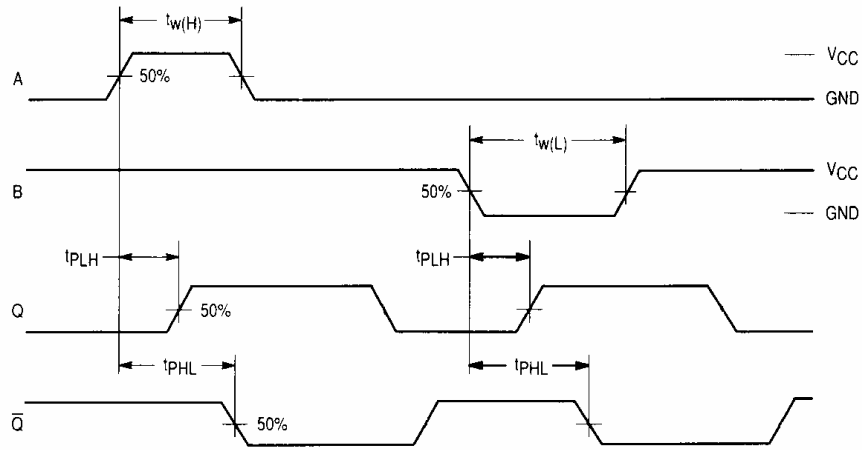 tw(H)
VCC
A
50%
GND
tw(L)
VCC
B
50%
GND
tPLH
tPLH
Q
50%
tPHL
tPHL
Q̅
50%